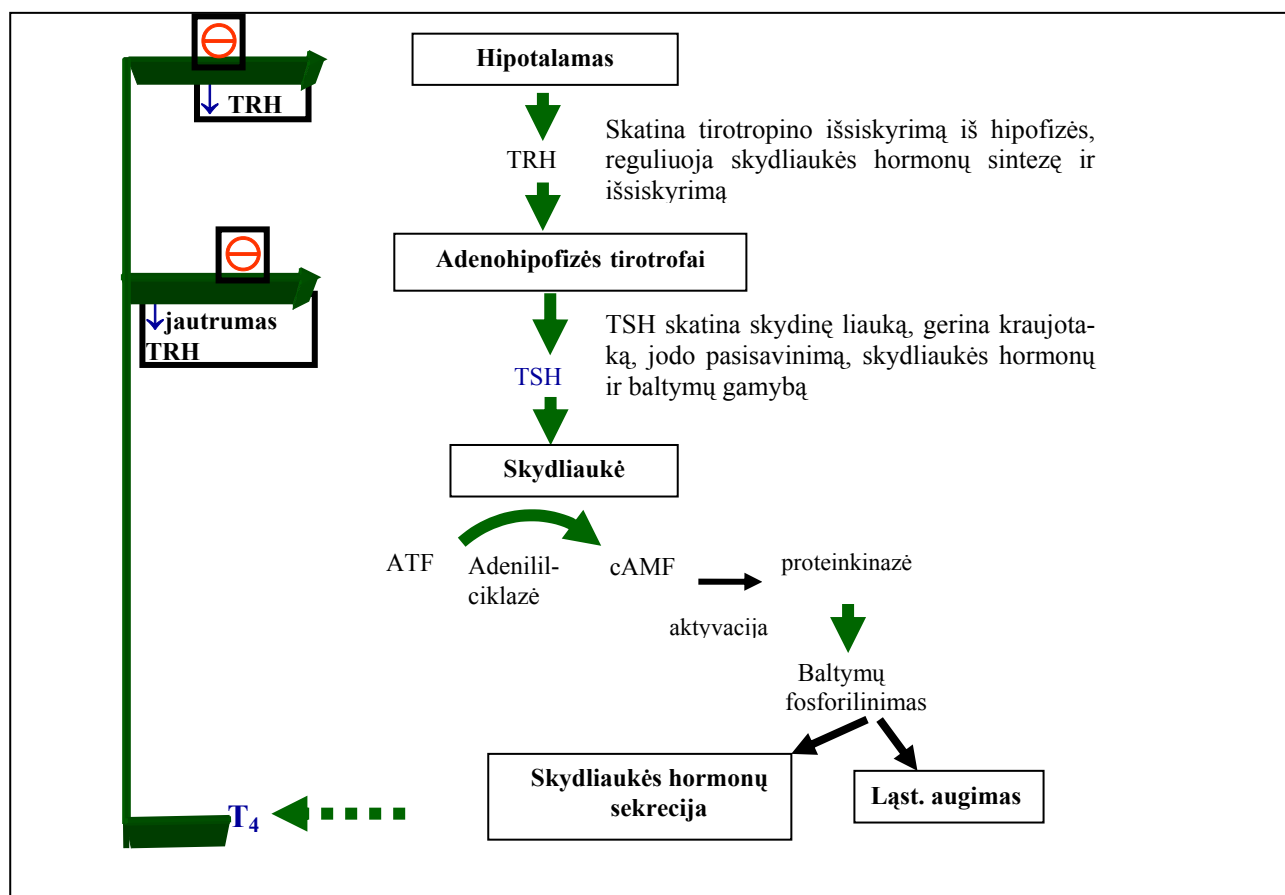 Hipotalamas
↓ TRH
TRH
Skatina tirotropino išsiskyrimą iš hipofizės,
reguliuoja skydliaukės hormonų sintezę ir
išsiskyrimą
Adenohipofizės tirotrofai
↓jautrumas
TRH
TSH
TSH skatina skydinę liauką, gerina kraujota-
ką, jodo pasisavinimą, skydliaukės hormonų
ir baltymų gamybą
Skydliaukė
ATF
Adenilil-
ciklazė
cAMF
proteinkinazė
aktyvacija
Baltymų
fosforilinimas
Skydliaukės hormonų
sekrecija
Ląst. augimas
T₄